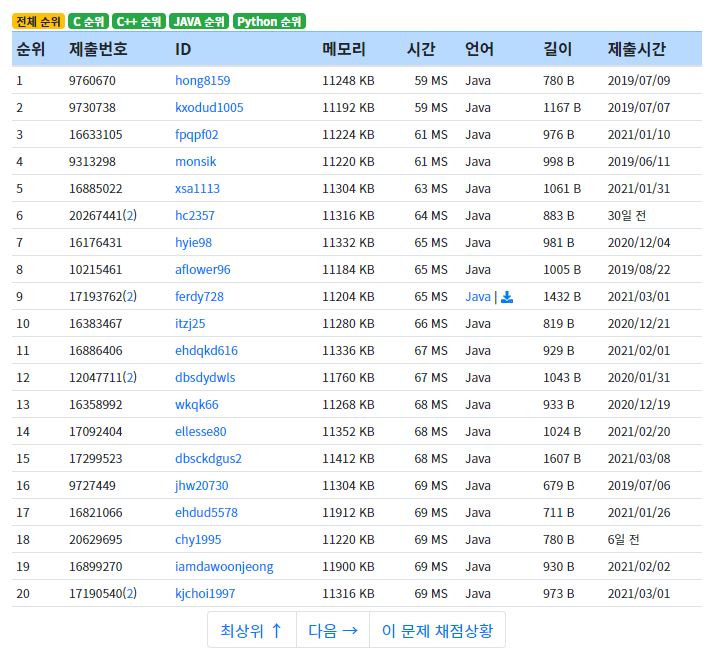 전체 순위 C 순위 C++ 순위 JAVA 순위 Python 순위
순위 제출번호 ID 메모리 시간 언어 길이 제출시간
1 9760670 hong8159 11248 KB 59 MS Java 780 B 2019/07/09
2 9730738 kxodud1005 11192 KB 59 MS Java 1167 B 2019/07/07
3 16633105 fpqpf02 11224 KB 61 MS Java 976 B 2021/01/10
4 9313298 monsik 11220 KB 61 MS Java 998 B 2019/06/11
5 16885022 xsa1113 11304 KB 63 MS Java 1061 B 2021/01/31
6 20267441(2) hc2357 11316 KB 64 MS Java 883 B 30일 전
7 16176431 hyie98 11332 KB 65 MS Java 981 B 2020/12/04
8 10215461 aflower96 11184 KB 65 MS Java 1005 B 2019/08/22
9 17193762(2) ferdy728 11204 KB 65 MS Java | 1432 B 2021/03/01
10 16383467 itzj25 11280 KB 66 MS Java 819 B 2020/12/21
11 16886406 ehdqkd616 11336 KB 67 MS Java 929 B 2021/02/01
12 12047711(2) dbsdydwls 11760 KB 67 MS Java 1043 B 2020/01/31
13 16358992 wkqk66 11268 KB 68 MS Java 933 B 2020/12/19
14 17092404 ellesse80 11352 KB 68 MS Java 1024 B 2021/02/20
15 17299523 dbsckdgus2 11412 KB 68 MS Java 1607 B 2021/03/08
16 9727449 jhw20730 11304 KB 69 MS Java 679 B 2019/07/06
17 16821066 ehdud5578 11912 KB 69 MS Java 711 B 2021/01/26
18 20629695 chy1995 11220 KB 69 MS Java 780 B 6일 전
19 16899270 iamdawoonjeong 11900 KB 69 MS Java 930 B 2021/02/02
20 17190540(2) kjchoi1997 11316 KB 69 MS Java 973 B 2021/03/01
최상위 ↑ 다음 → 이 문제 채점상황